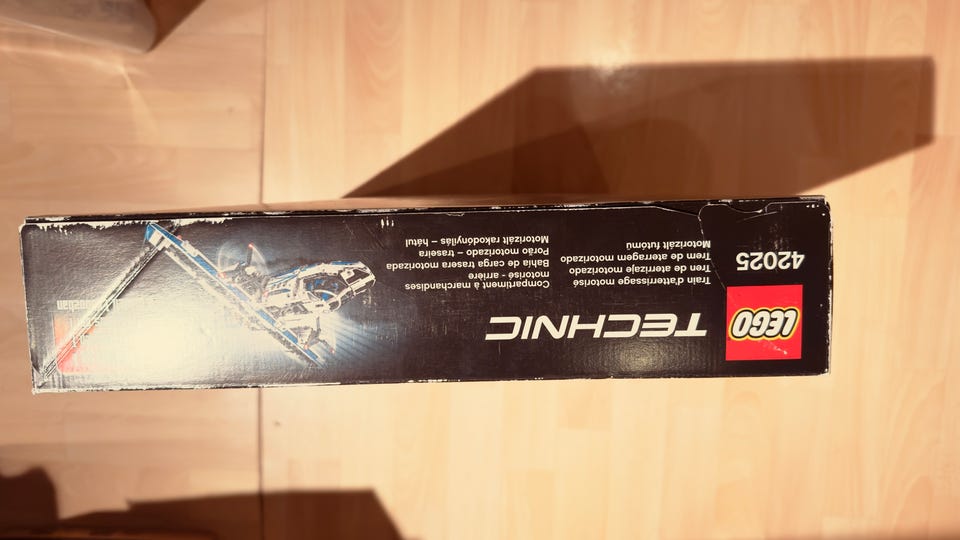 LEGO
TECHNIC
42025
Train d'atterrissage motorisé
Tren de aterrizaje motorizado
Trem de aterragem motorizado
Motorizált futómű
Compartiment à marchandises
motorisé - arrière
Bahía de carga trasera motorizada
Porão motorizado – traseira
Motorizált rakodónyílás – hátul